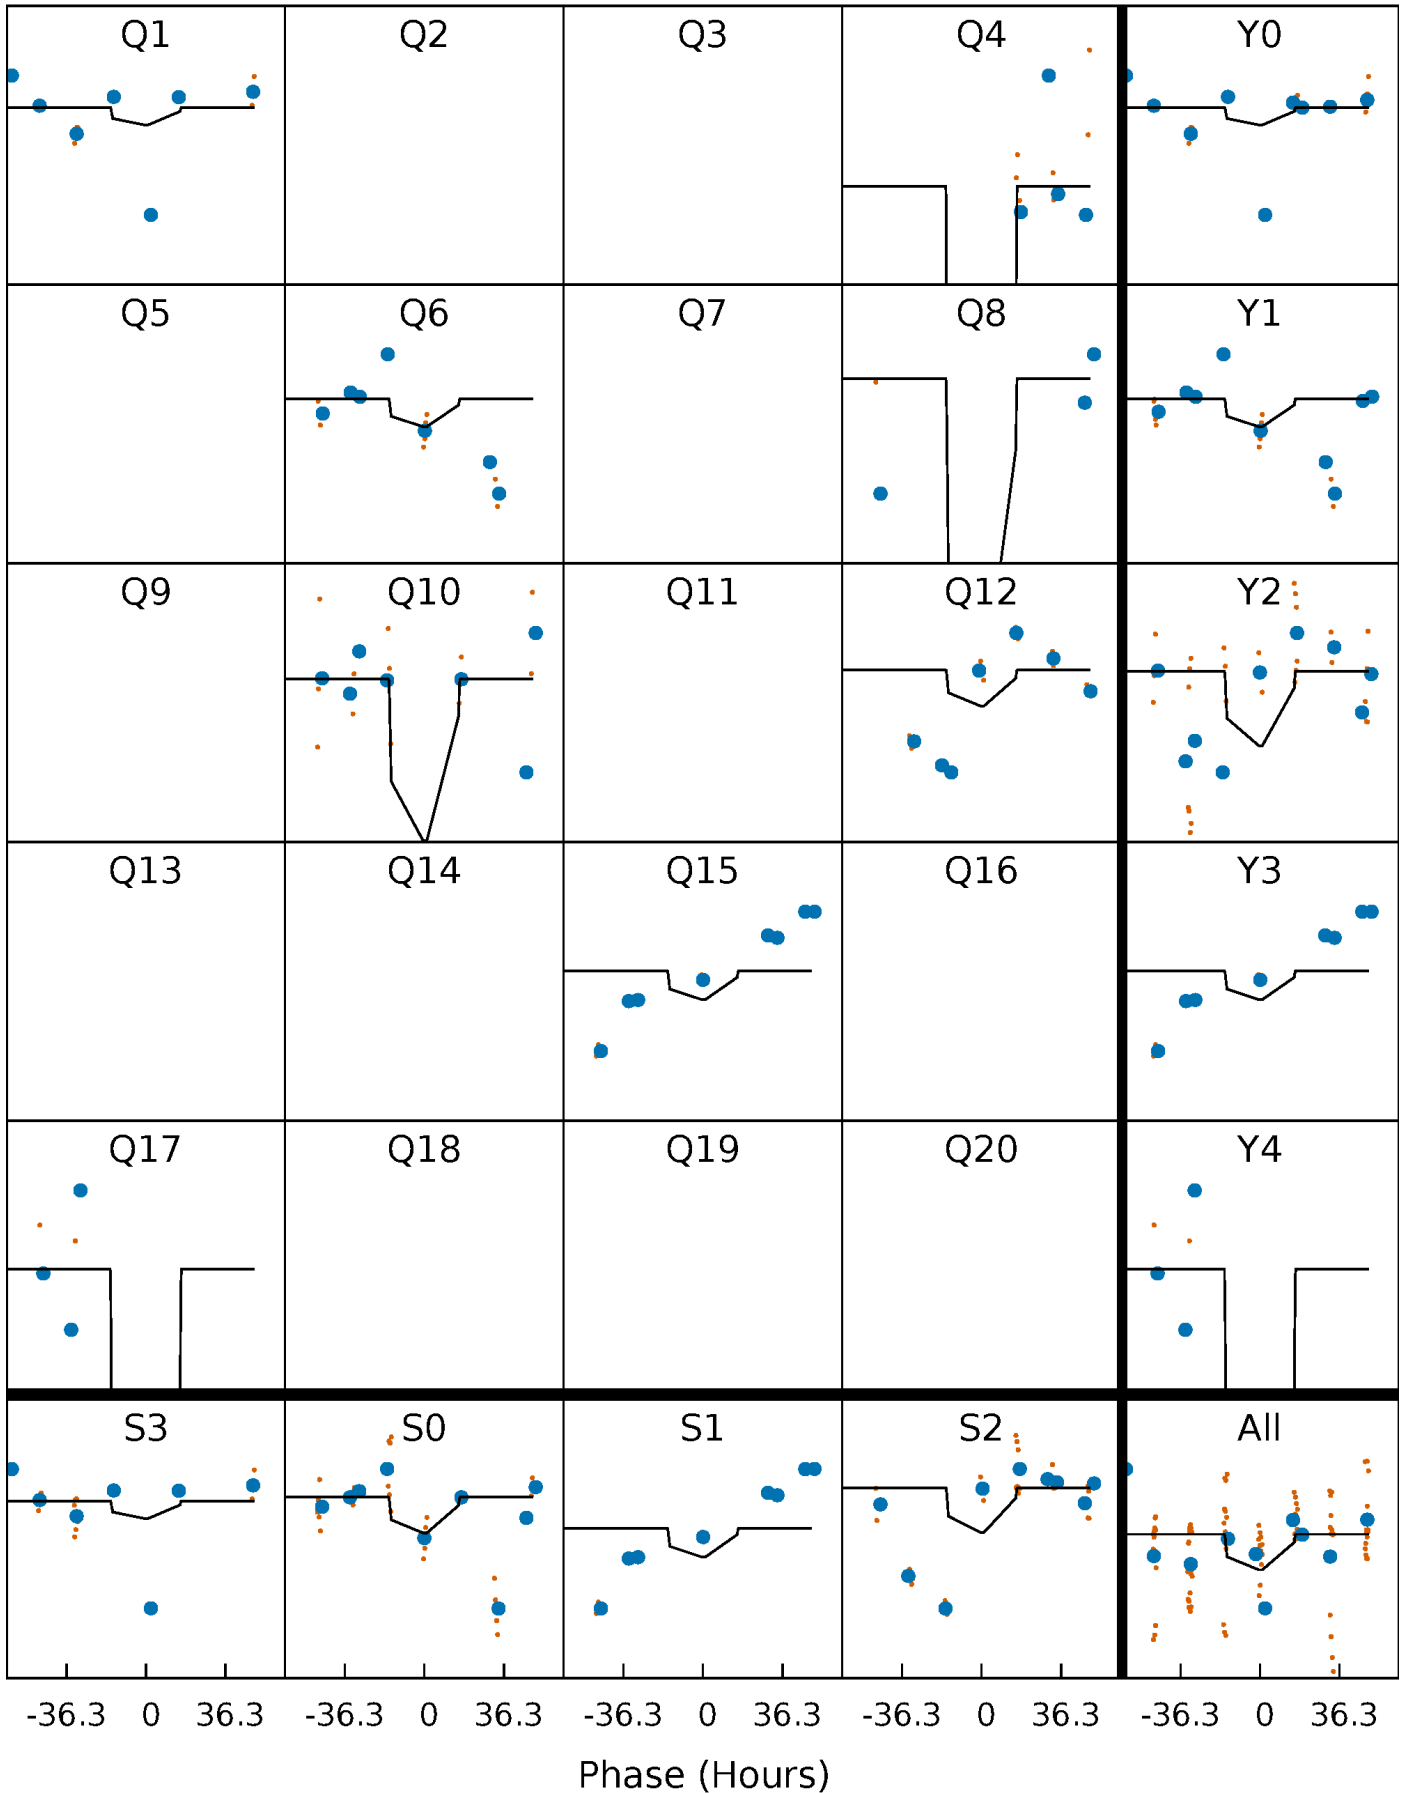 Q1 Q2 Q3 Q4 Y0
Q5 Q6 Q7 Q8 Y1
Q9 Q10 Q11 Q12 Y2
Q13 Q14 Q15 Q16 Y3
Q17 Q18 Q19 Q20 Y4
S3 S0 S1 S2 All
-36.3 0 36.3 -36.3 0 36.3 -36.3 0 36.3 -36.3 0 36.3 -36.3 0 36.3
Phase (Hours)